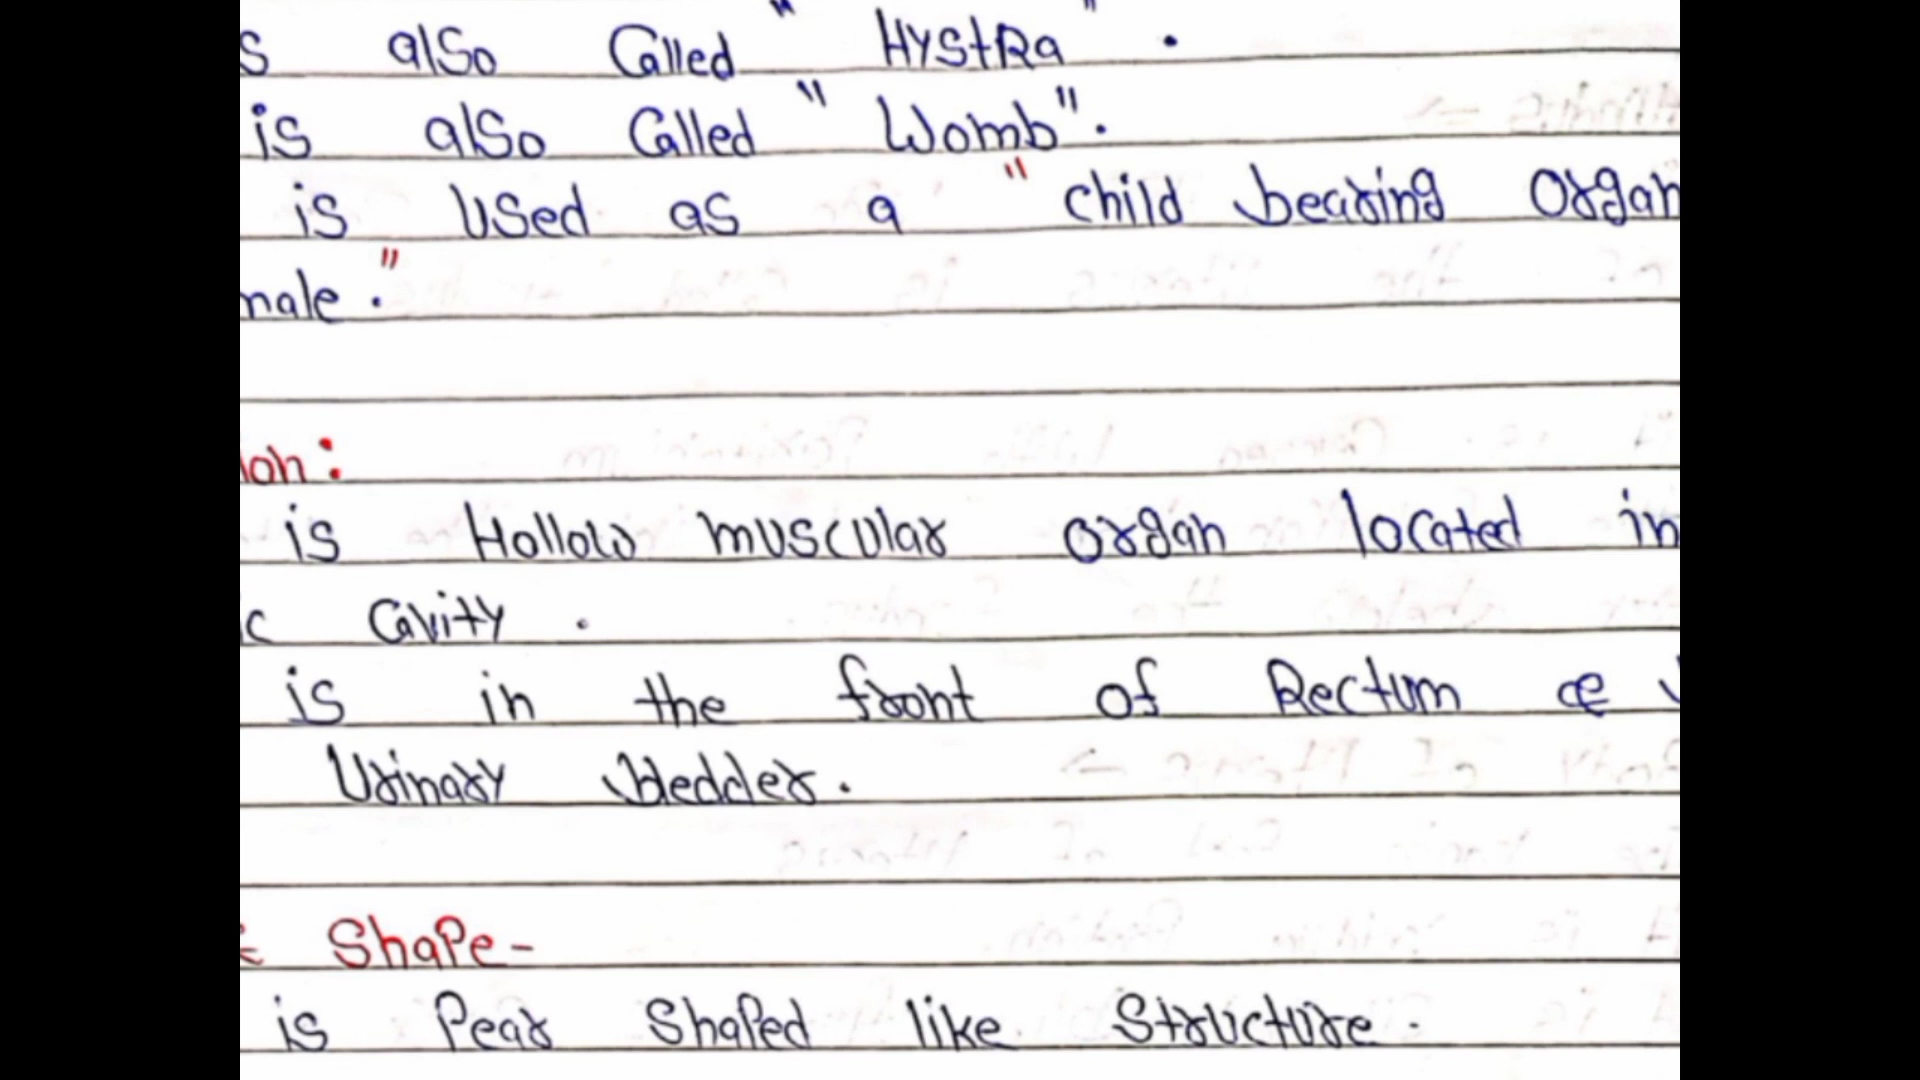 s also Called "HYStRa".
is also Called "Womb".
is Used as a "child bearing Organ
male."
ion:
is Hollow muscular organ located in
c Cavity.
is in the front of Rectum &
Urinary bledder.
Shape-
is Pear Shaped like Structure.